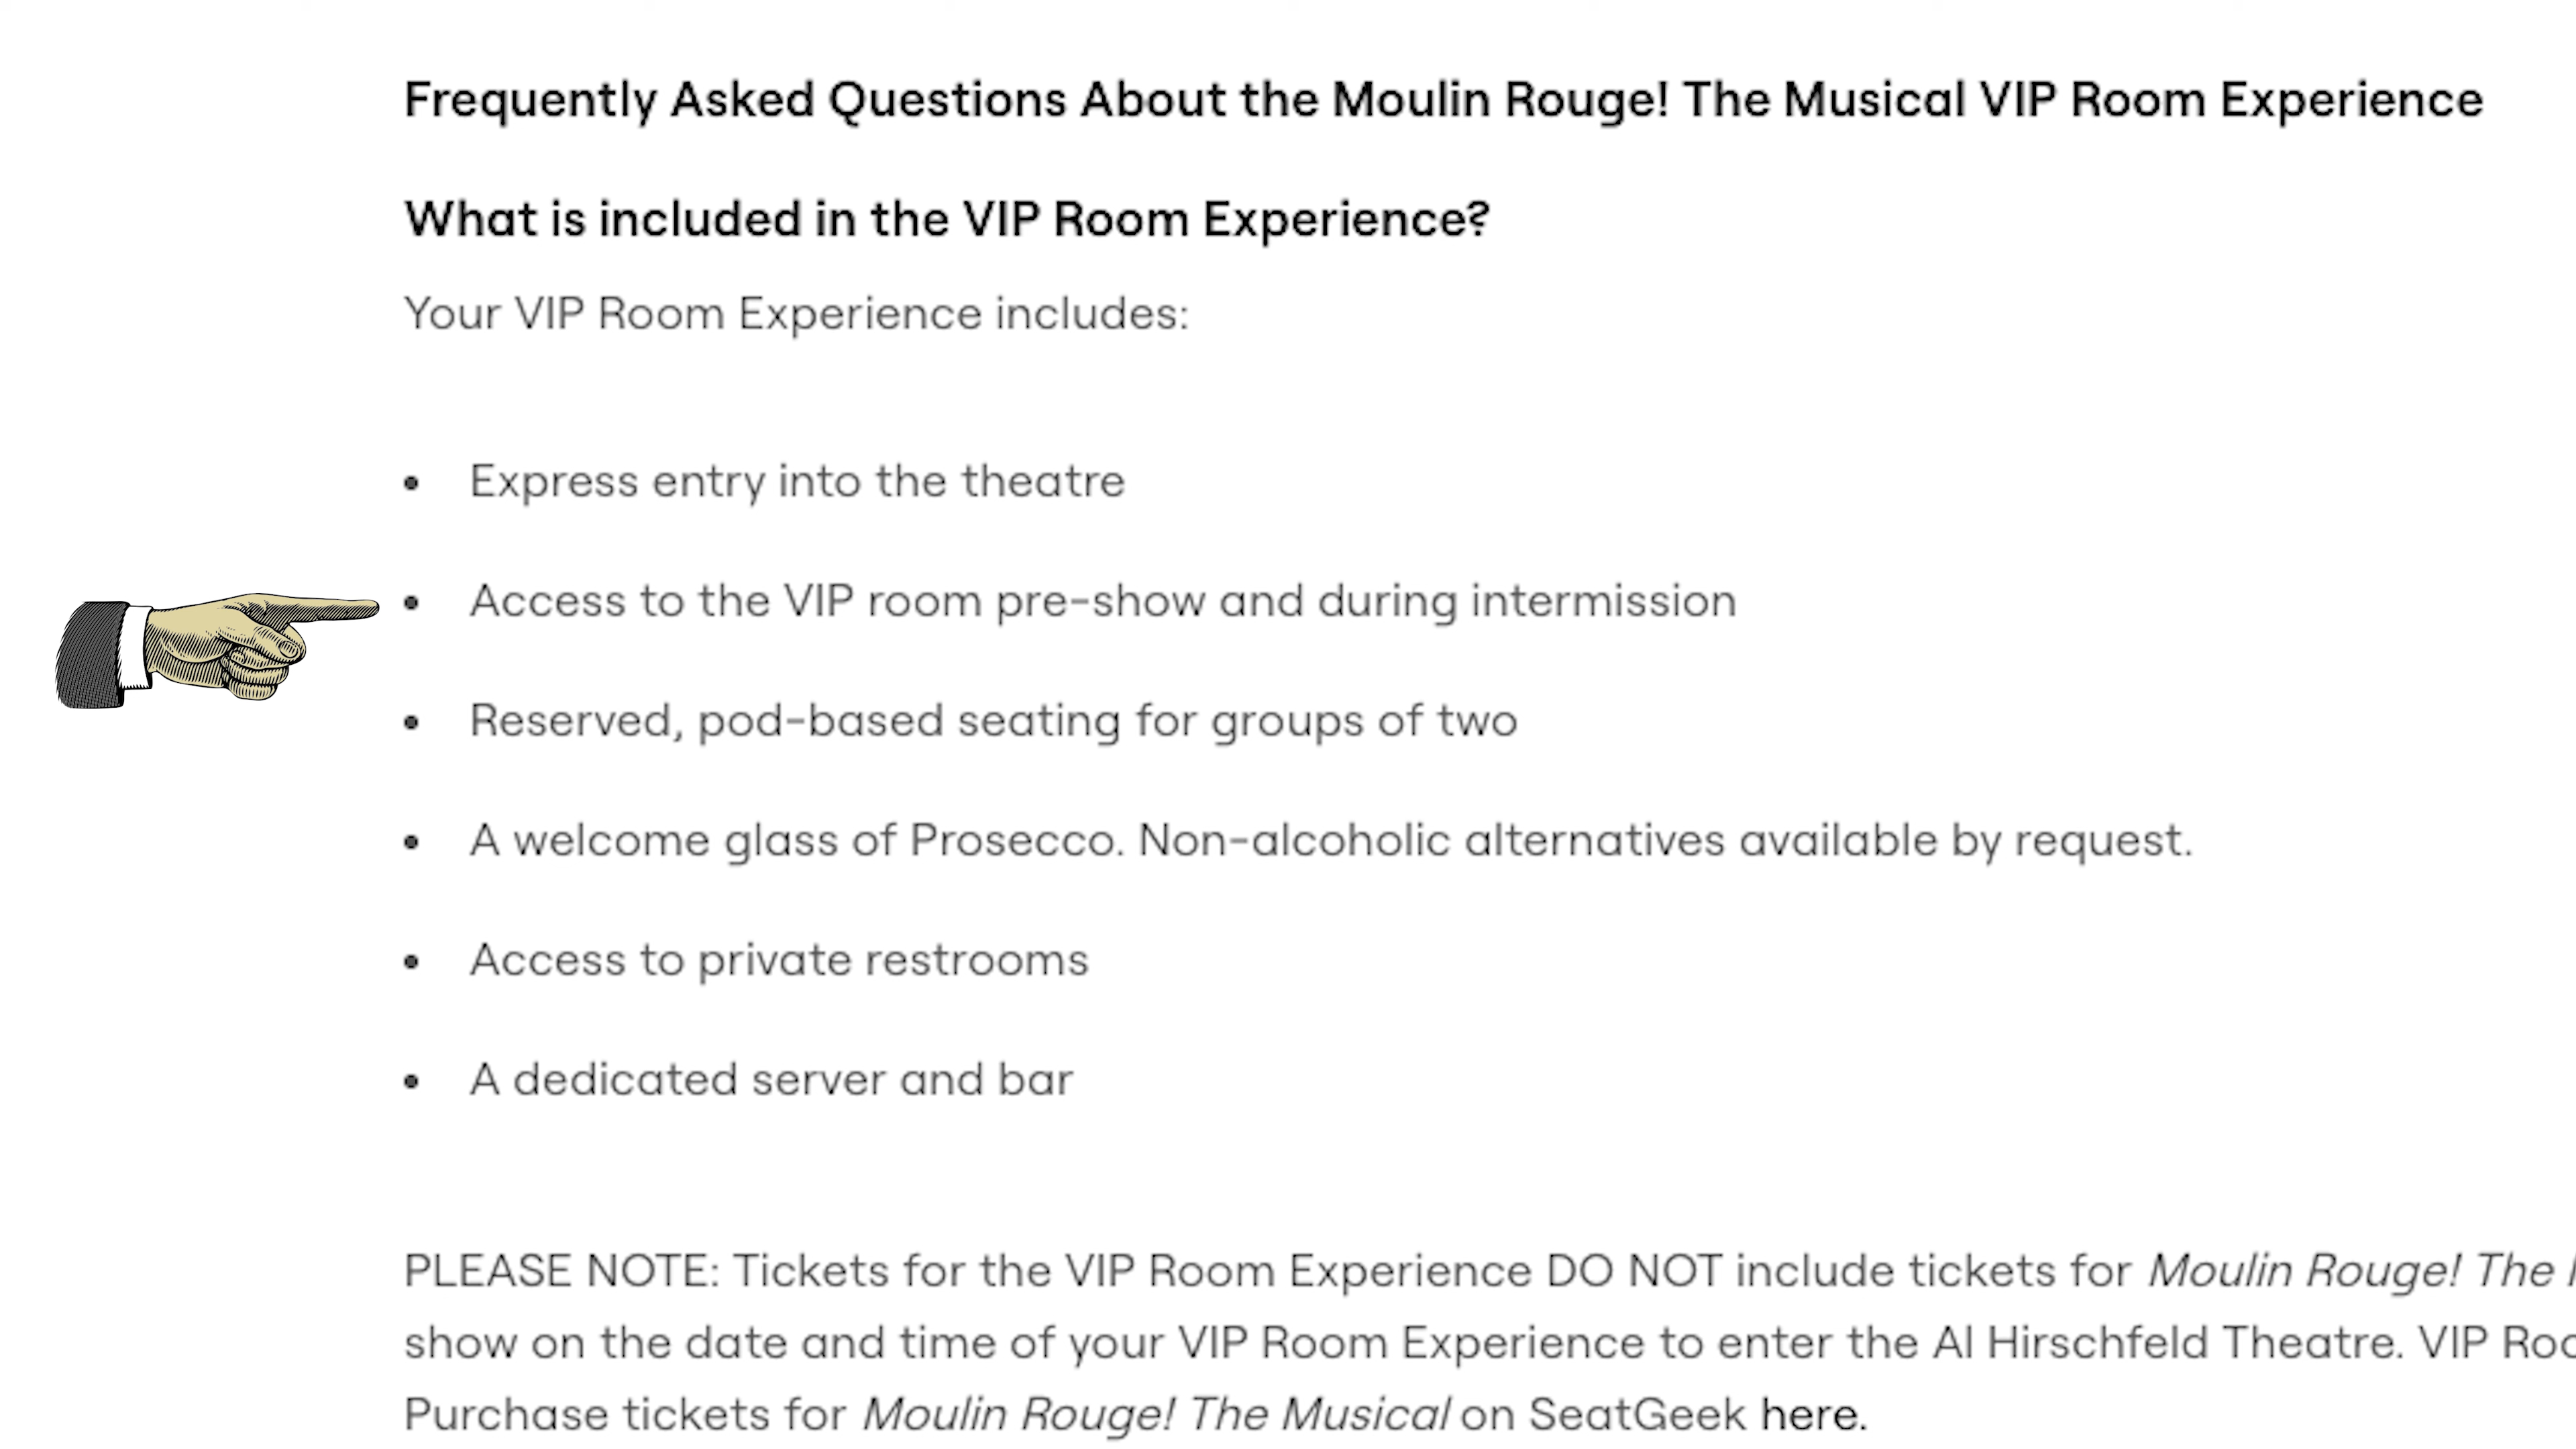 Frequently Asked Questions About the Moulin Rouge! The Musical VIP Room Experience
What is included in the VIP Room Experience?
Your VIP Room Experience includes:
• Express entry into the theatre
• Access to the VIP room pre-show and during intermission
• Reserved, pod-based seating for groups of two
• A welcome glass of Prosecco. Non-alcoholic alternatives available by request.
• Access to private restrooms
• A dedicated server and bar
PLEASE NOTE: Tickets for the VIP Room Experience DO NOT include tickets for Moulin Rouge! The
show on the date and time of your VIP Room Experience to enter the Al Hirschfeld Theatre. VIP
Purchase tickets for Moulin Rouge! The Musical on SeatGeek here.